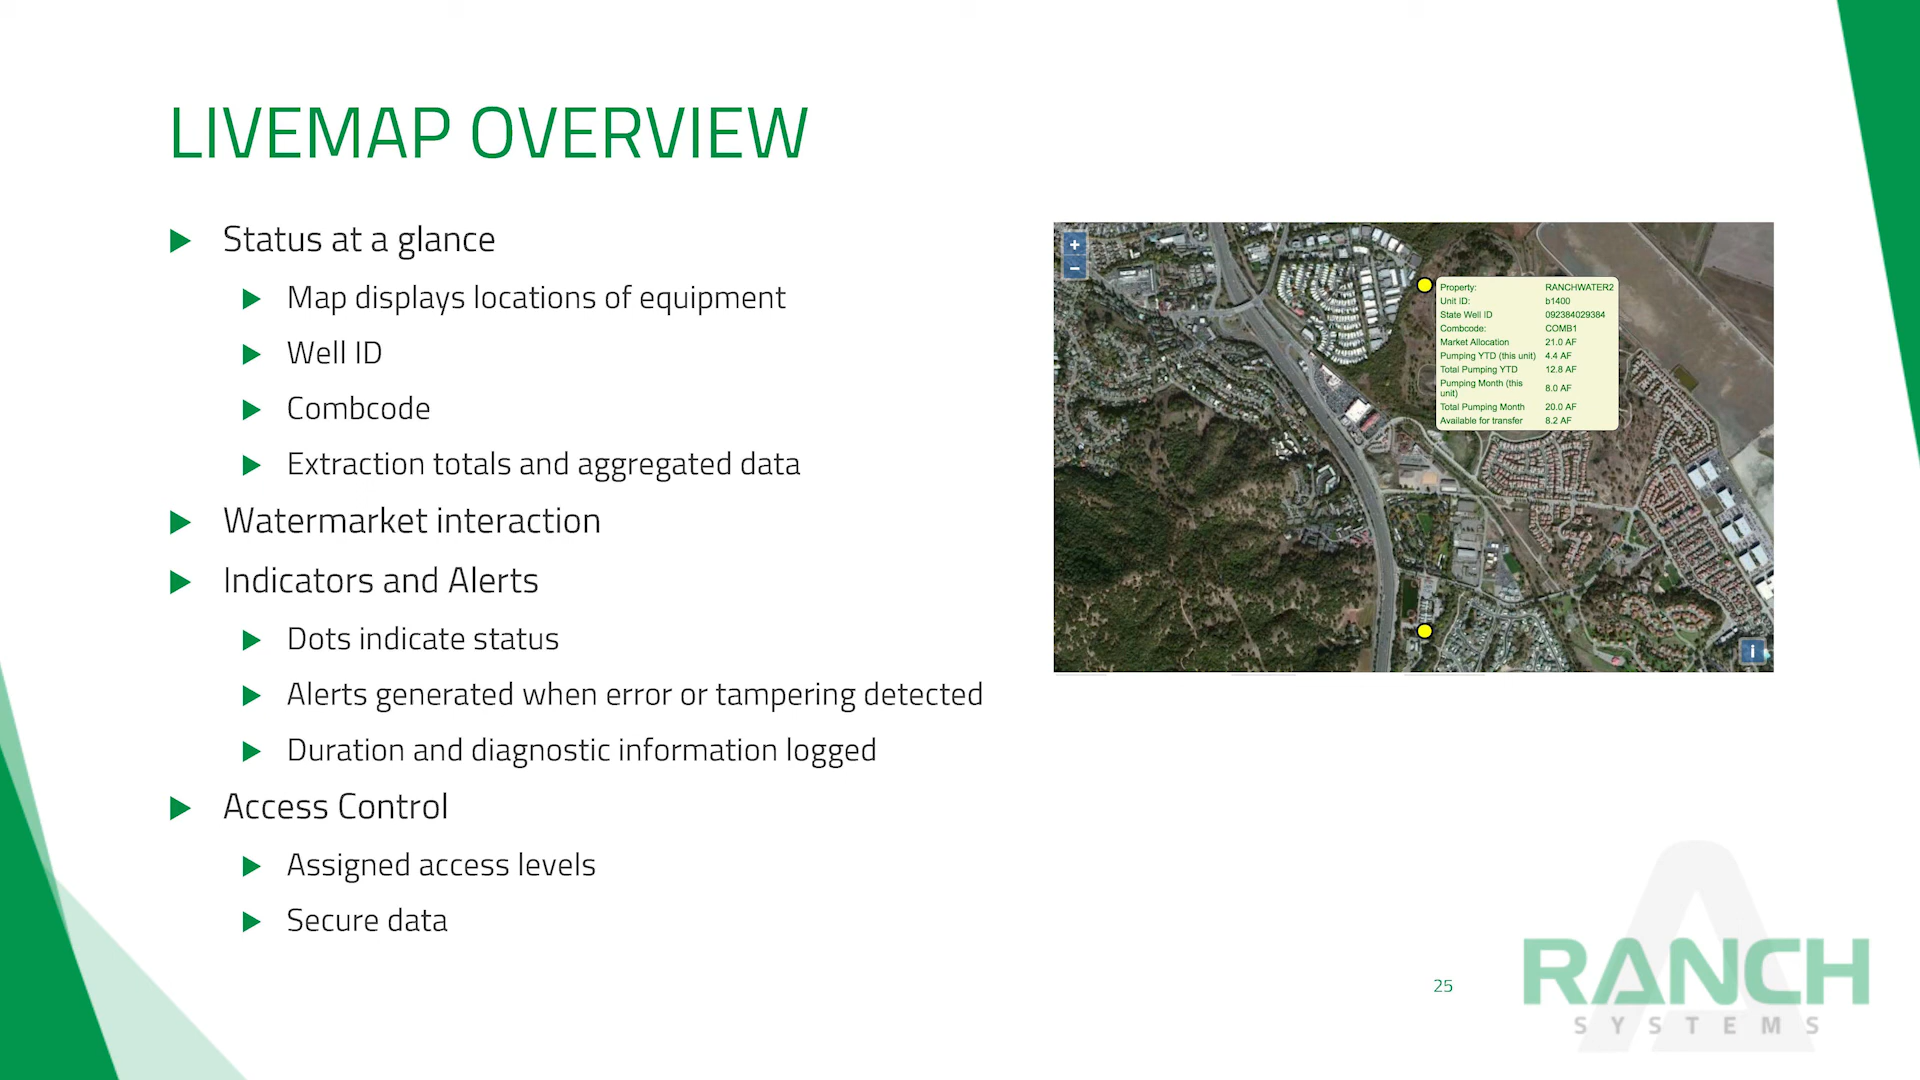 LIVEMAP OVERVIEW
Status at a glance
Map displays locations of equipment
Well ID
Combcode
Extraction totals and aggregated data
Watermarket interaction
Indicators and Alerts
Dots indicate status
Alerts generated when error or tampering detected
Duration and diagnostic information logged
Access Control
Assigned access levels
Secure data
+
−
Property: RANCHWATER2
Unit ID: b1400
State Well ID 092384029384
Combcode: COMB1
Market Allocation 21.0 AF
Pumping YTD (this unit) 4.4 AF
Total Pumping YTD 12.8 AF
Pumping Month (this
unit) 8.0 AF
Total Pumping Month 20.0 AF
Available for transfer 8.2 AF
i
25
RANCH
SYSTEMS